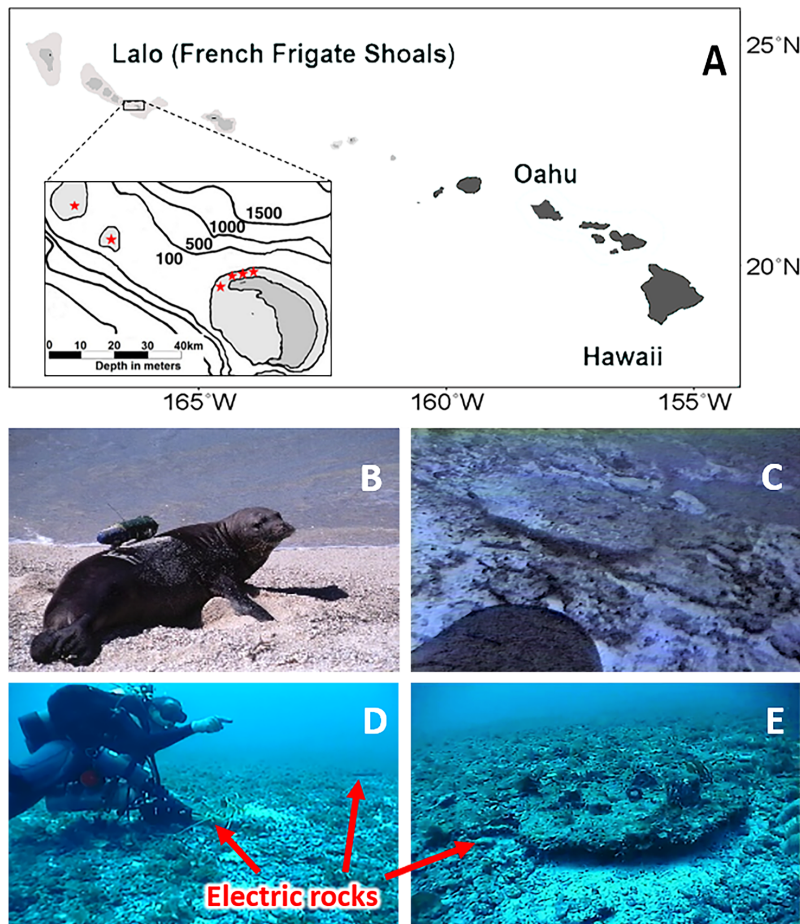 Lalo (French Frigate Shoals)
A
25°N
Oahu
1500
1000
500
100
20°N
0 10 20 30 40km
Depth in meters
Hawaii
165°W
160°W
155°W
B
C
D
E
Electric rocks